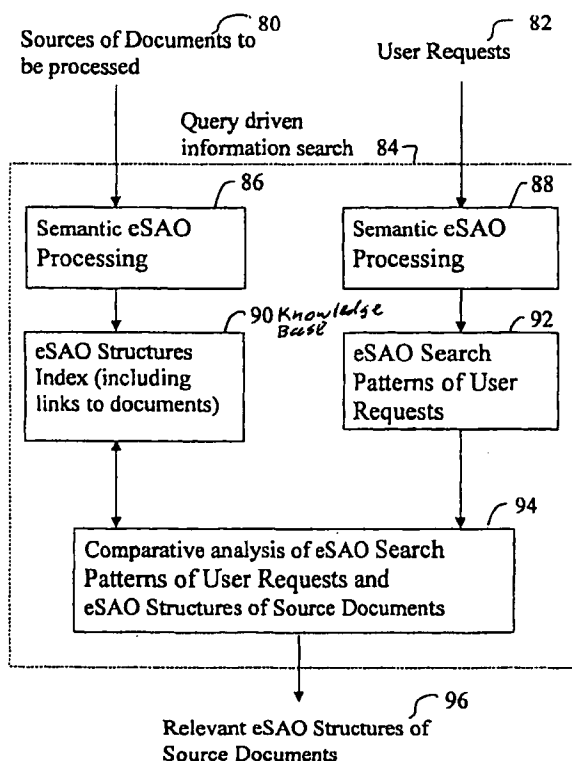 Sources of Documents to
be processed
80
User Requests
82
Query driven
information search
84
86
Semantic eSAO
Processing
88
Semantic eSAO
Processing
90 Knowledge
Base
eSAO Structures
Index (including
links to documents)
92
eSAO Search
Patterns of User
Requests
94
Comparative analysis of eSAO Search
Patterns of User Requests and
eSAO Structures of Source Documents
96
Relevant eSAO Structures of
Source Documents